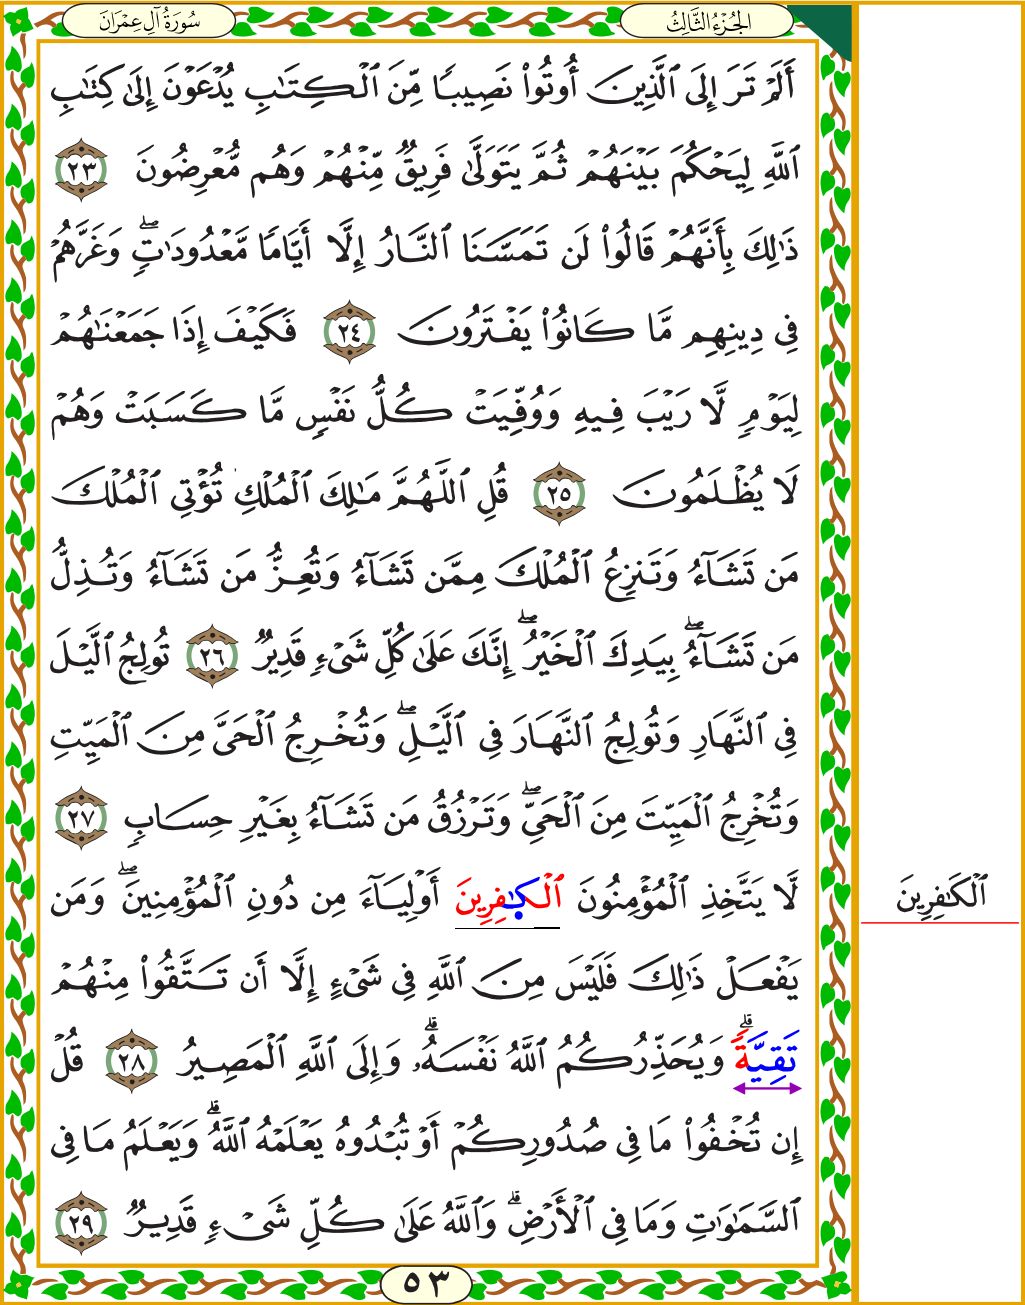 سُورَةُ آلِ عِمْرَانَ
الجُزْءُ الثَّالِثُ
أَلَمْ تَرَ إِلَى ٱلَّذِينَ أُوتُوا۟ نَصِيبًا مِّنَ ٱلْكِتَـٰبِ يُدْعَوْنَ إِلَىٰ كِتَـٰبِ
ٱللَّهِ لِيَحْكُمَ بَيْنَهُمْ ثُمَّ يَتَوَلَّىٰ فَرِيقٌ مِّنْهُمْ وَهُم مُّعْرِضُونَ ٢٣
ذَٰلِكَ بِأَنَّهُمْ قَالُوا۟ لَن تَمَسَّنَا ٱلنَّارُ إِلَّا أَيَّامًا مَّعْدُودَٰتٍۖ وَغَرَّهُمْ
فِى دِينِهِم مَّا كَانُوا۟ يَفْتَرُونَ ٢٤ فَكَيْفَ إِذَا جَمَعْنَـٰهُمْ
لِيَوْمٍ لَّا رَيْبَ فِيهِ وَوُفِّيَتْ كُلُّ نَفْسٍ مَّا كَسَبَتْ وَهُمْ
لَا يُظْلَمُونَ ٢٥ قُلِ ٱللَّهُمَّ مَـٰلِكَ ٱلْمُلْكِ تُؤْتِى ٱلْمُلْكَ
مَن تَشَآءُ وَتَنزِعُ ٱلْمُلْكَ مِمَّن تَشَآءُ وَتُعِزُّ مَن تَشَآءُ وَتُذِلُّ
مَن تَشَآءُۖ بِيَدِكَ ٱلْخَيْرُۖ إِنَّكَ عَلَىٰ كُلِّ شَىْءٍ قَدِيرٌ ٢٦ تُولِجُ ٱلَّيْلَ
فِى ٱلنَّهَارِ وَتُولِجُ ٱلنَّهَارَ فِى ٱلَّيْلِۖ وَتُخْرِجُ ٱلْحَىَّ مِنَ ٱلْمَيِّتِ
وَتُخْرِجُ ٱلْمَيِّتَ مِنَ ٱلْحَىِّۖ وَتَرْزُقُ مَن تَشَآءُ بِغَيْرِ حِسَابٍ ٢٧
لَّا يَتَّخِذِ ٱلْمُؤْمِنُونَ ٱلْكَـٰفِرِينَ أَوْلِيَآءَ مِن دُونِ ٱلْمُؤْمِنِينَۖ وَمَن
ٱلْكَـٰفِرِينَ
يَفْعَلْ ذَٰلِكَ فَلَيْسَ مِنَ ٱللَّهِ فِى شَىْءٍ إِلَّا أَن تَتَّقُوا۟ مِنْهُمْ
تَقِيَّةًۗ وَيُحَذِّرُكُمُ ٱللَّهُ نَفْسَهُۥۗ وَإِلَى ٱللَّهِ ٱلْمَصِيرُ ٢٨ قُلْ
إِن تُخْفُوا۟ مَا فِى صُدُورِكُمْ أَوْ تُبْدُوهُ يَعْلَمْهُ ٱللَّهُۗ وَيَعْلَمُ مَا فِى
ٱلسَّمَـٰوَٰتِ وَمَا فِى ٱلْأَرْضِۗ وَٱللَّهُ عَلَىٰ كُلِّ شَىْءٍ قَدِيرٌ ٢٩
٥٣